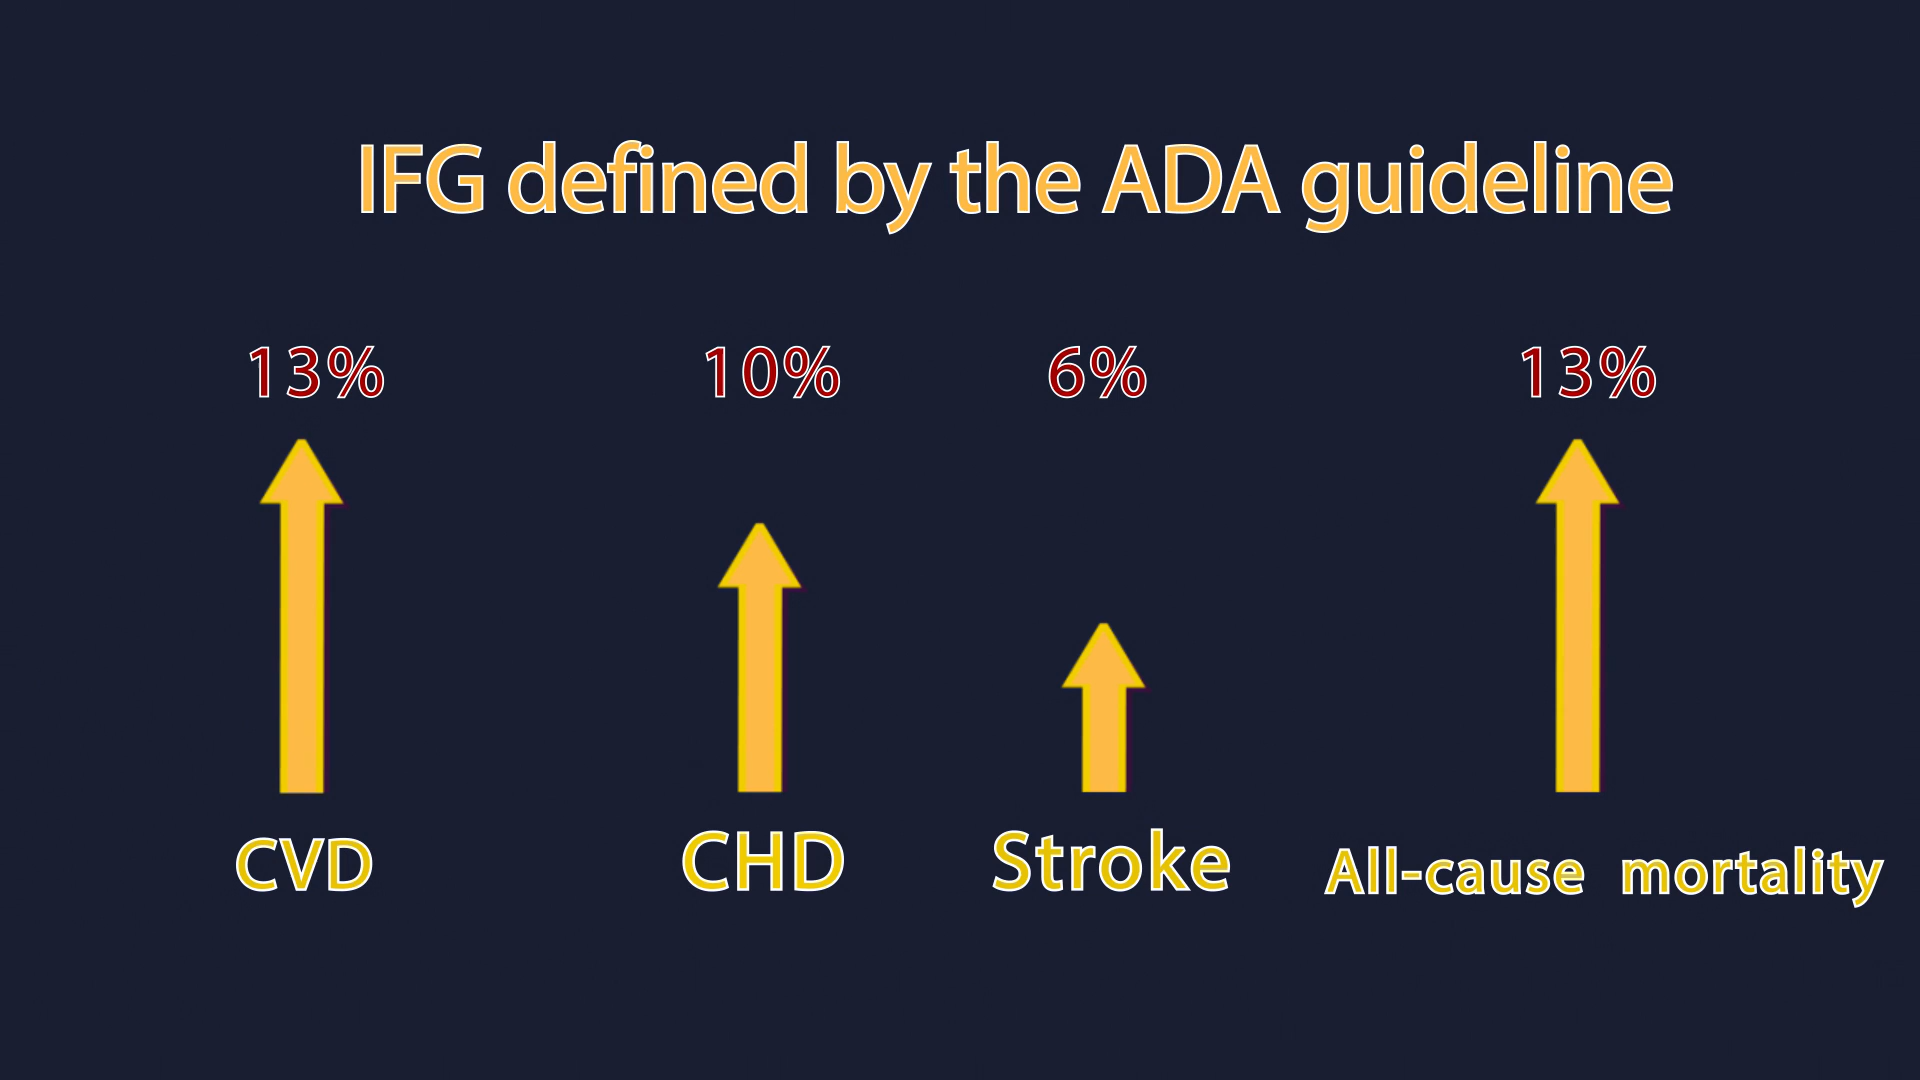 IFG defined by the ADA guideline
13% 10% 6% 13%
CVD CHD Stroke All-cause mortality